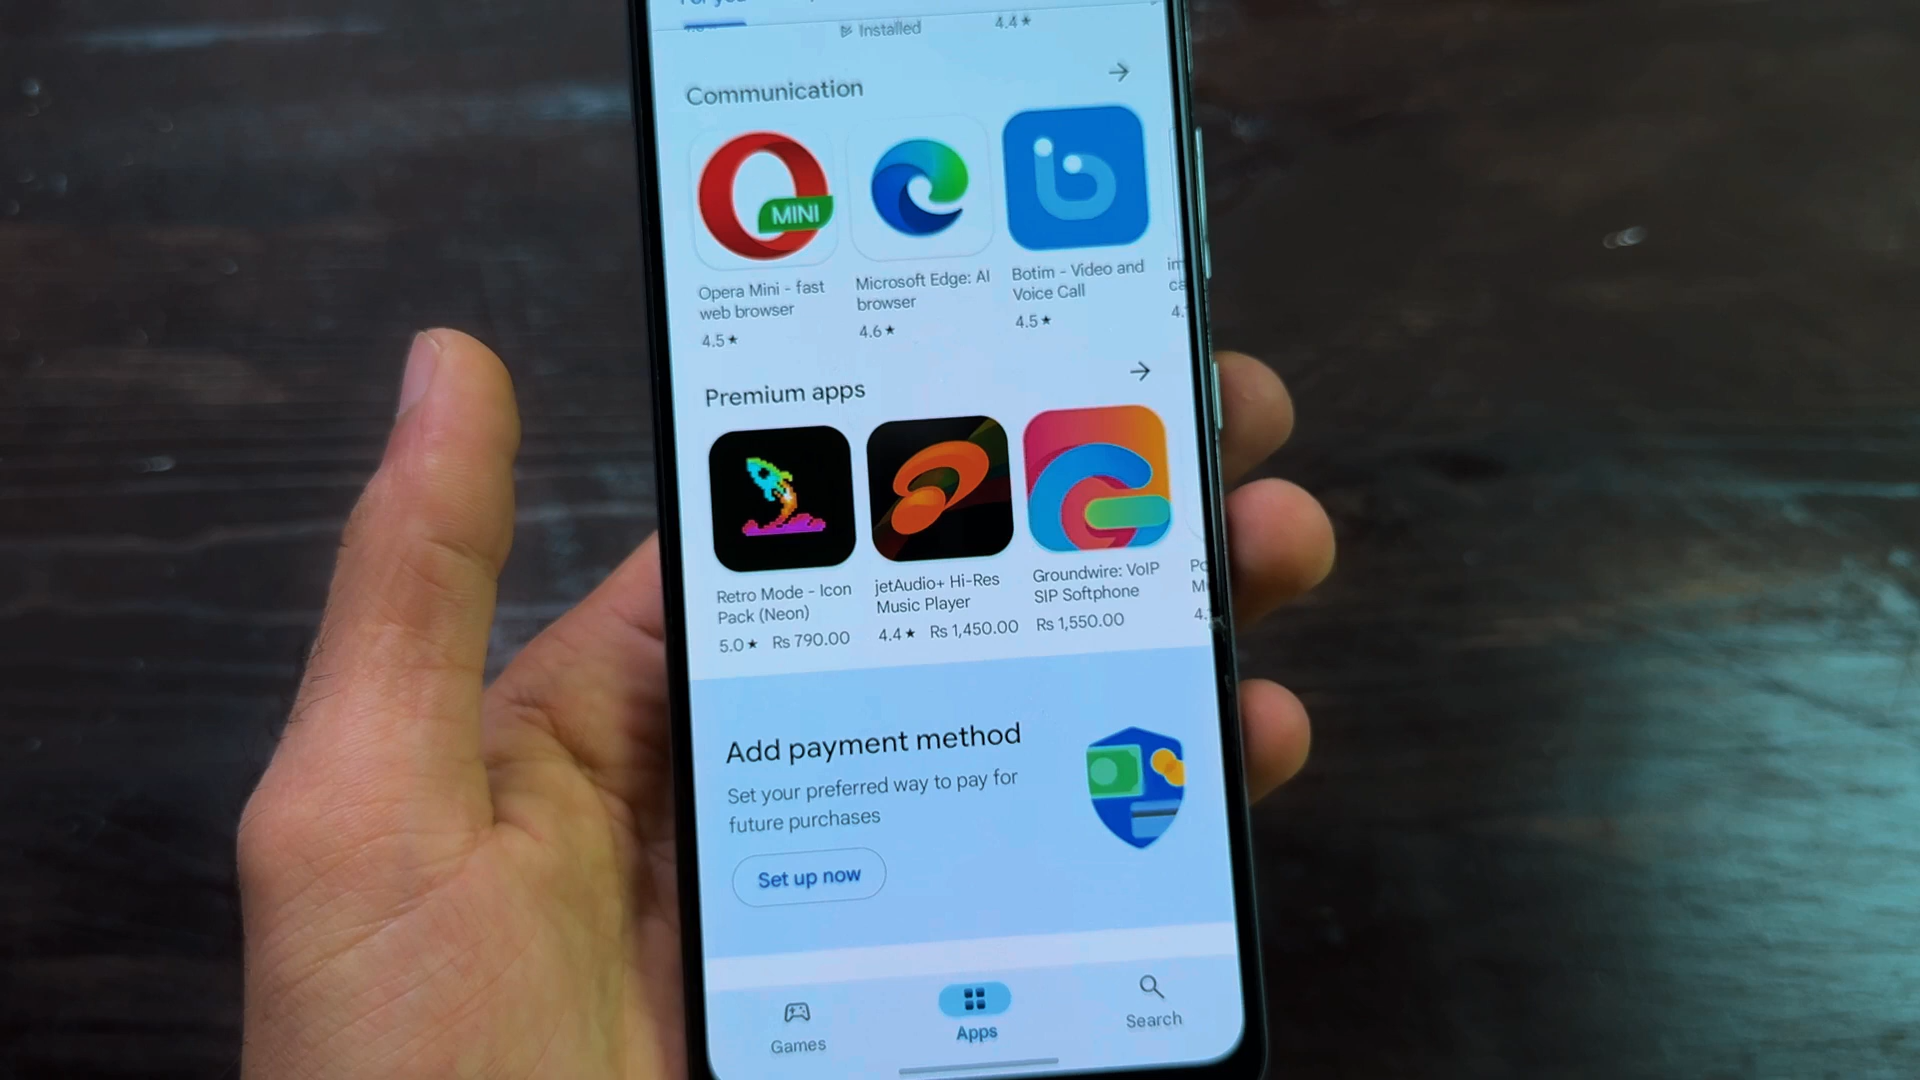 For you
Installed
4.4★
Communication
MINI
Opera Mini - fast web browser
4.5★
Microsoft Edge: AI browser
4.6★
Botim - Video and Voice Call
4.5★
Premium apps
Retro Mode - Icon Pack (Neon)
5.0★ Rs 790.00
jetAudio+ Hi-Res Music Player
4.4★ Rs 1,450.00
Groundwire: VoIP SIP Softphone
Rs 1,550.00
Add payment method
Set your preferred way to pay for
future purchases
Set up now
Games
Apps
Search